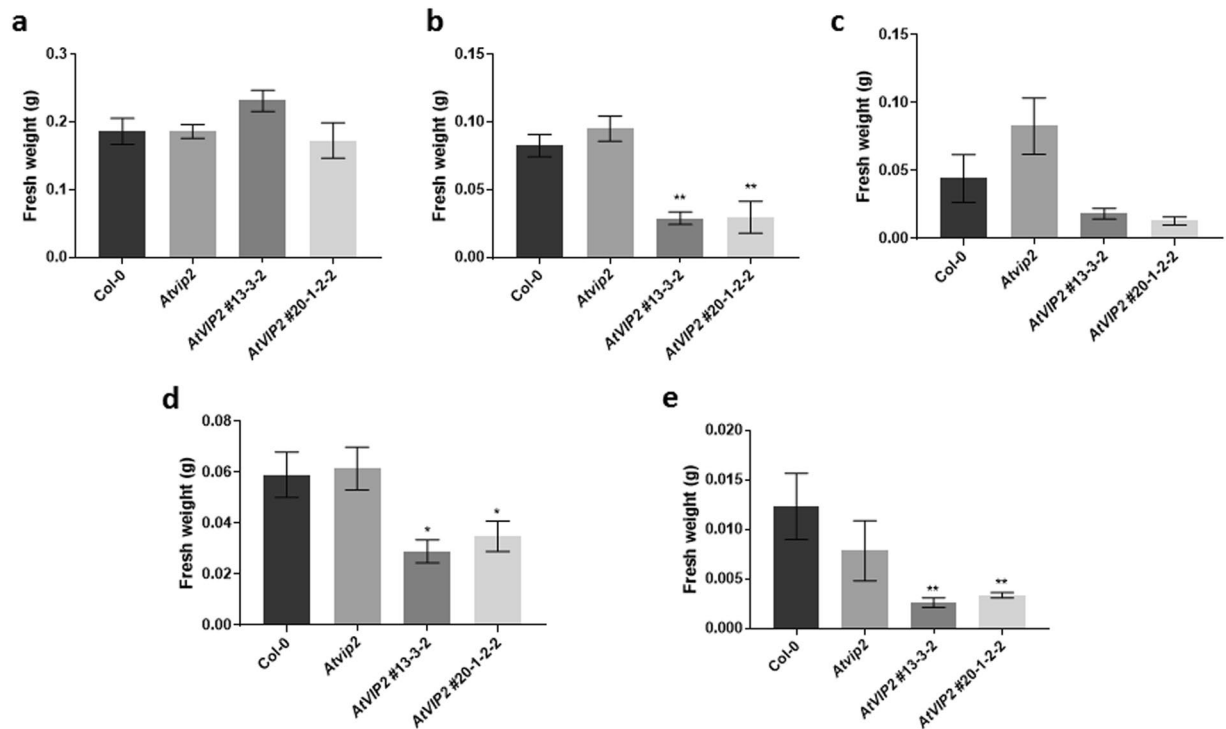 a
Fresh weight (g)
0.3
0.2
0.1
0.0
Col-0
Atvip2
AtVIP2 #13-3-2
AtVIP2 #20-1-2-2
b
Fresh weight (g)
0.15
0.10
0.05
0.00
**
**
Col-0
Atvip2
AtVIP2 #13-3-2
AtVIP2 #20-1-2-2
c
Fresh weight (g)
0.15
0.10
0.05
0.00
Col-0
Atvip2
AtVIP2 #13-3-2
AtVIP2 #20-1-2-2
d
Fresh weight (g)
0.08
0.06
0.04
0.02
0.00
*
*
Col-0
Atvip2
AtVIP2 #13-3-2
AtVIP2 #20-1-2-2
e
Fresh weight (g)
0.020
0.015
0.010
0.005
0.000
**
**
Col-0
Atvip2
AtVIP2 #13-3-2
AtVIP2 #20-1-2-2